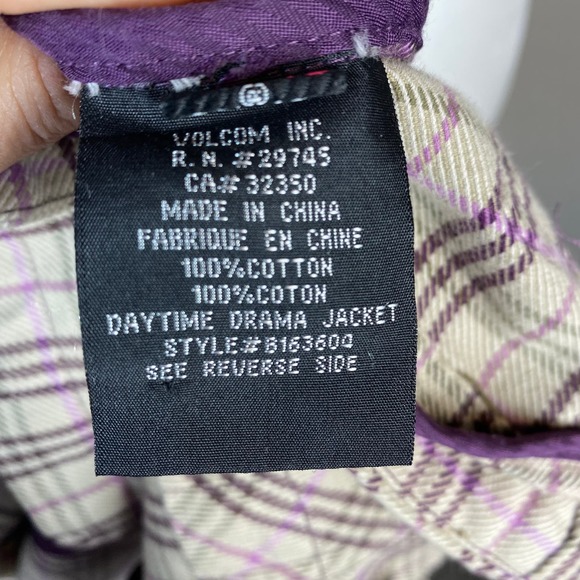 VOLCOM INC.
R.N. #29745
CA# 32350
MADE IN CHINA
FABRIQUE EN CHINE
100%COTTON
100%COTON
DAYTIME DRAMA JACKET
STYLE#B163609
SEE REVERSE SIDE